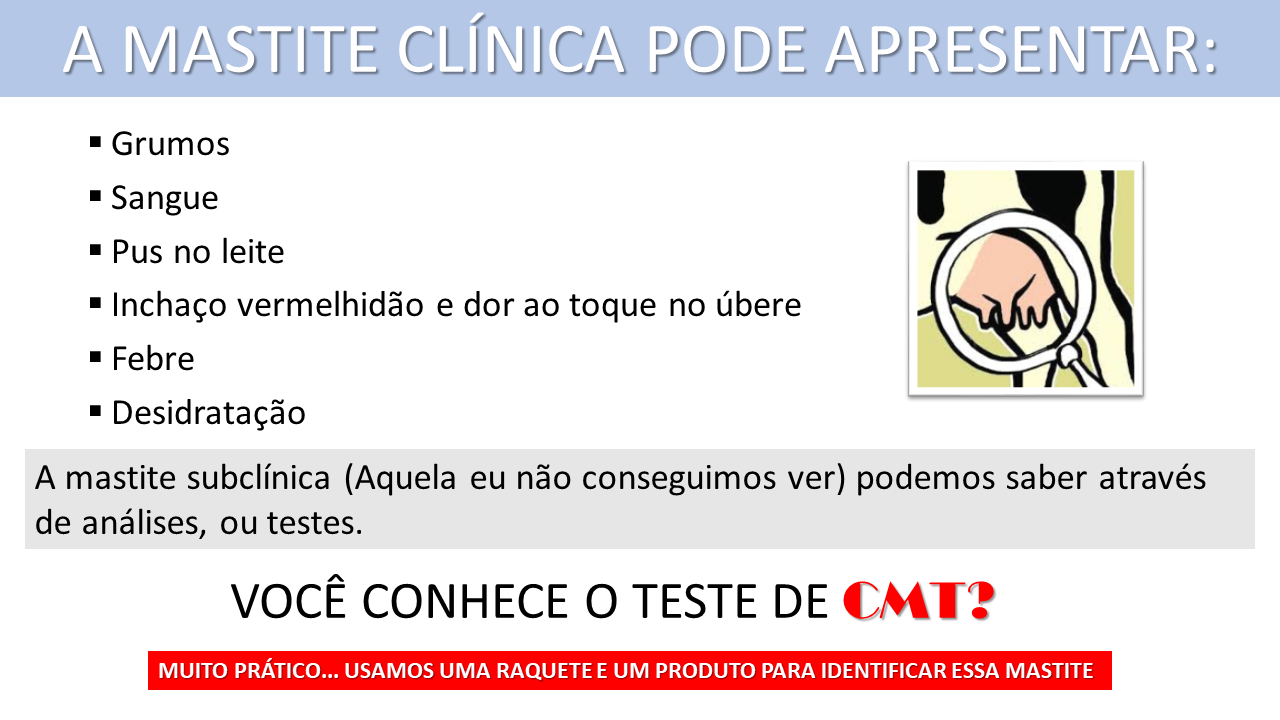 A MASTITE CLÍNICA PODE APRESENTAR:
▪ Grumos
▪ Sangue
▪ Pus no leite
▪ Inchaço vermelhidão e dor ao toque no úbere
▪ Febre
▪ Desidratação
A mastite subclínica (Aquela eu não conseguimos ver) podemos saber através
de análises, ou testes.
VOCÊ CONHECE O TESTE DE CMT?
MUITO PRÁTICO... USAMOS UMA RAQUETE E UM PRODUTO PARA IDENTIFICAR ESSA MASTITE